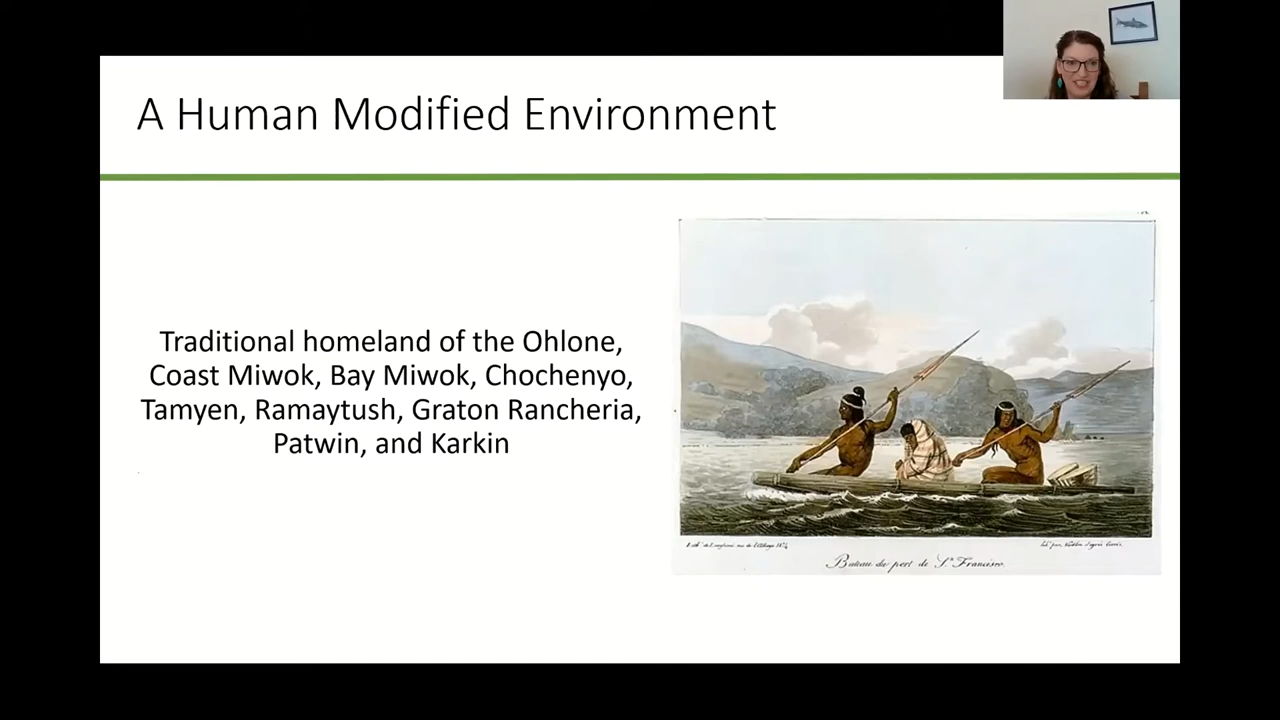 A Human Modified Environment
Traditional homeland of the Ohlone,
Coast Miwok, Bay Miwok, Chochenyo,
Tamyen, Ramaytush, Graton Rancheria,
Patwin, and Karkin
Bateau du port de S.n Francisco.